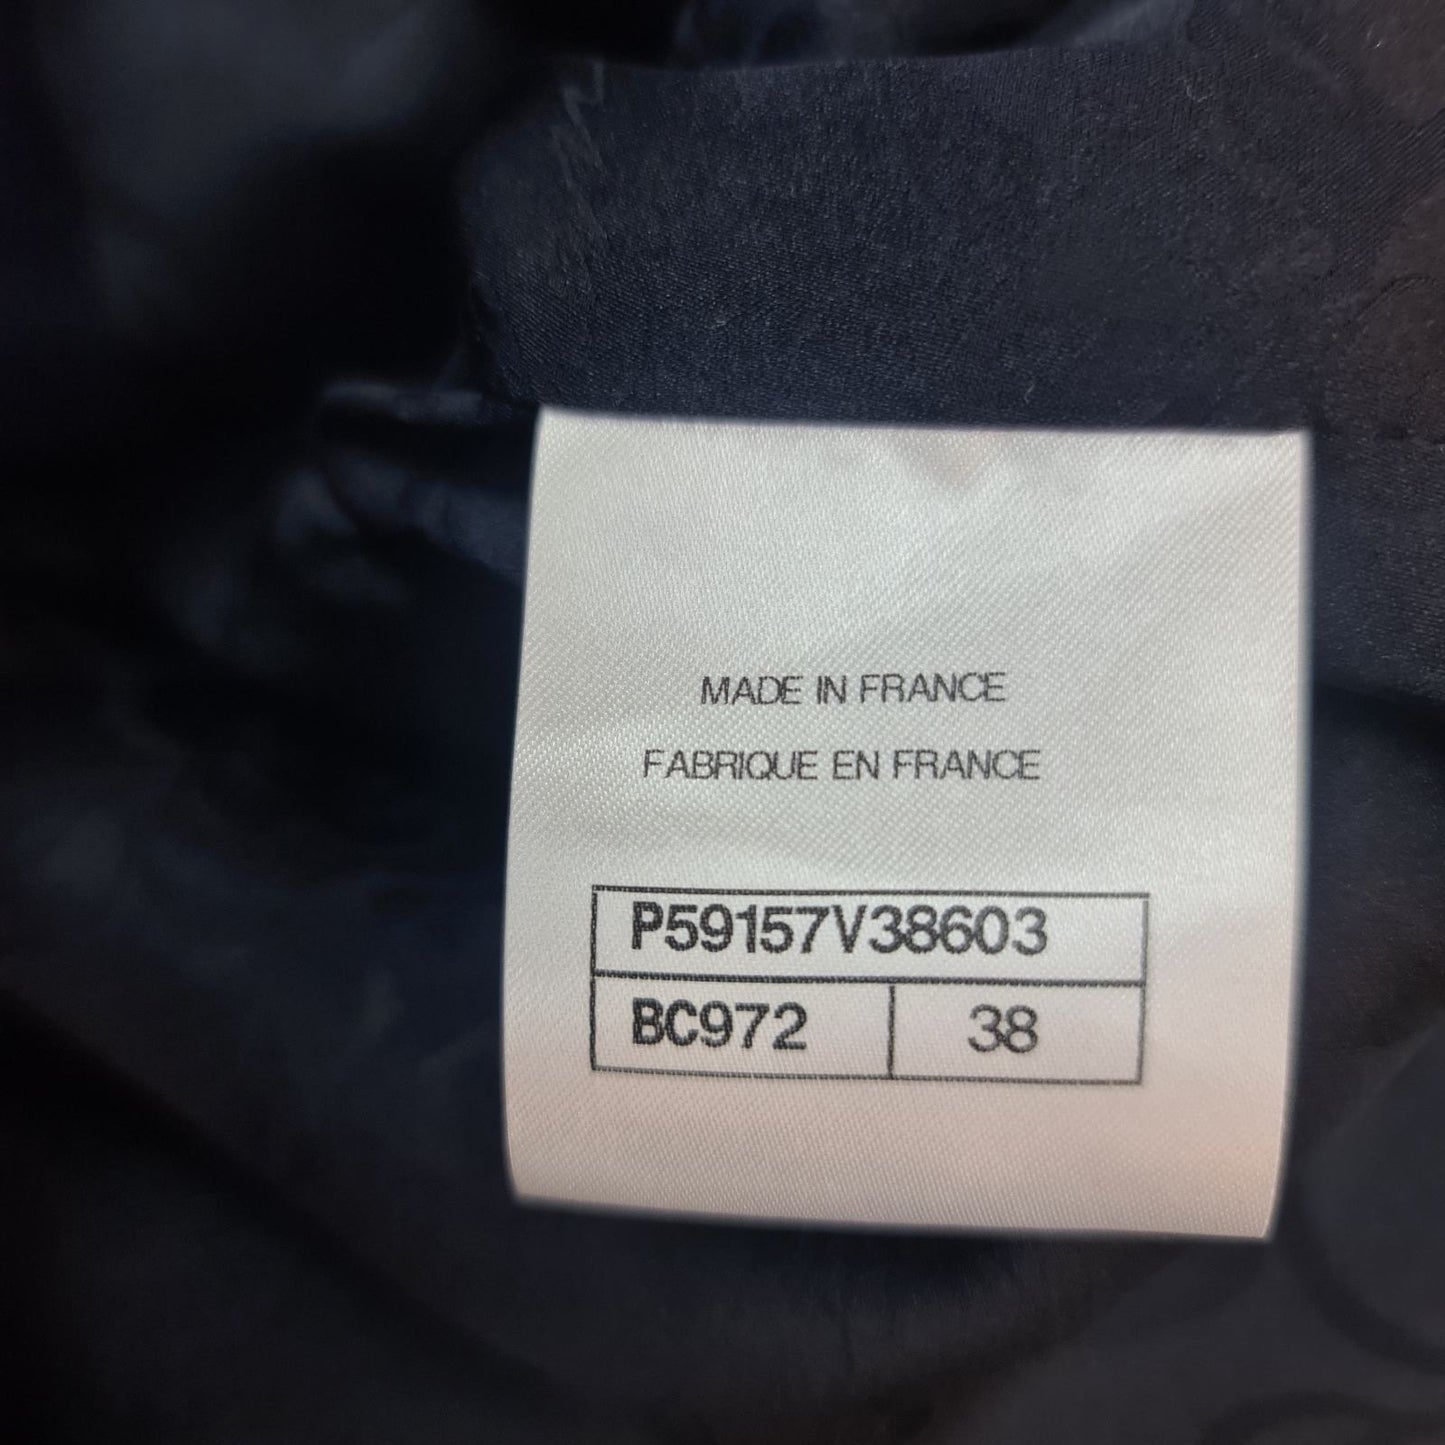 MADE IN FRANCE
FABRIQUE EN FRANCE
P59157V38603
BC972 38